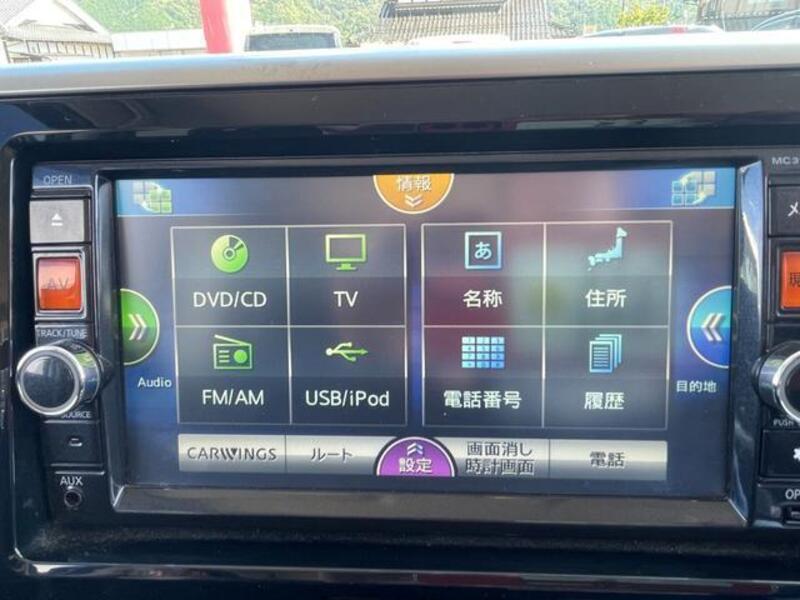 OPEN
情報
AV
DVD/CD
TV
名称
住所
TRACK/TUNE
Audio
目的地
FM/AM
USB/iPod
電話番号
履歴
SOURCE
PUSH
CARWINGS
ルート
設定
画面消し
時計画面
電話
AUX